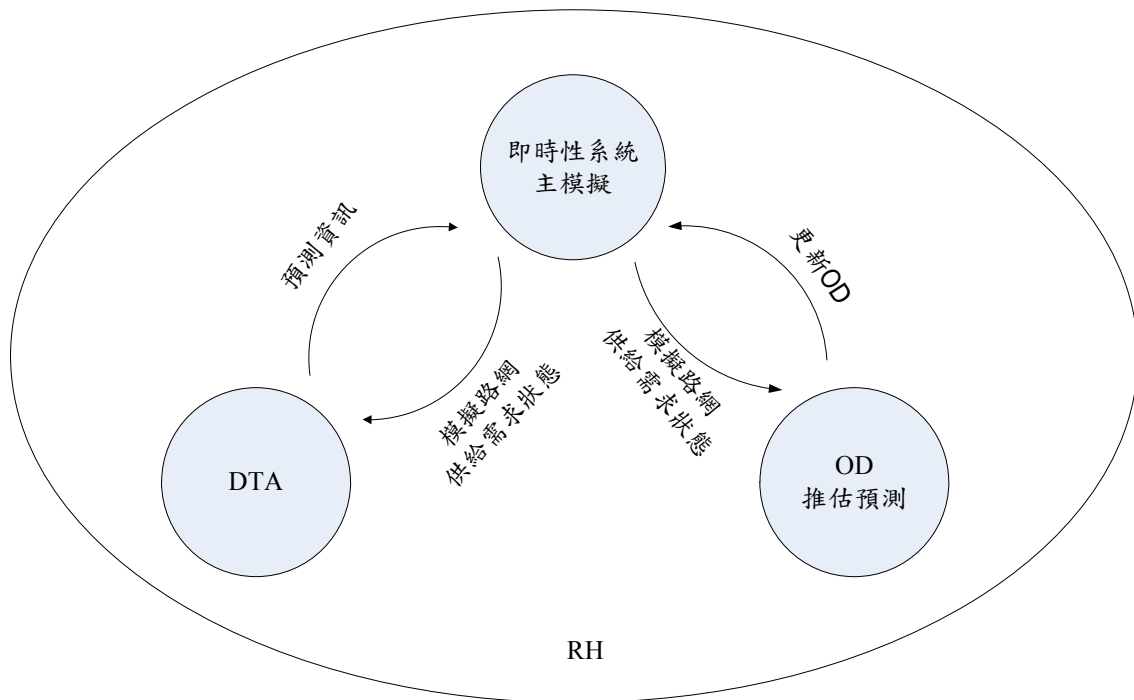 即時性系統
主模擬
預測資訊
更新OD
模擬路網
供給需求狀態
模擬路網
供給需求狀態
DTA
OD
推估預測
RH